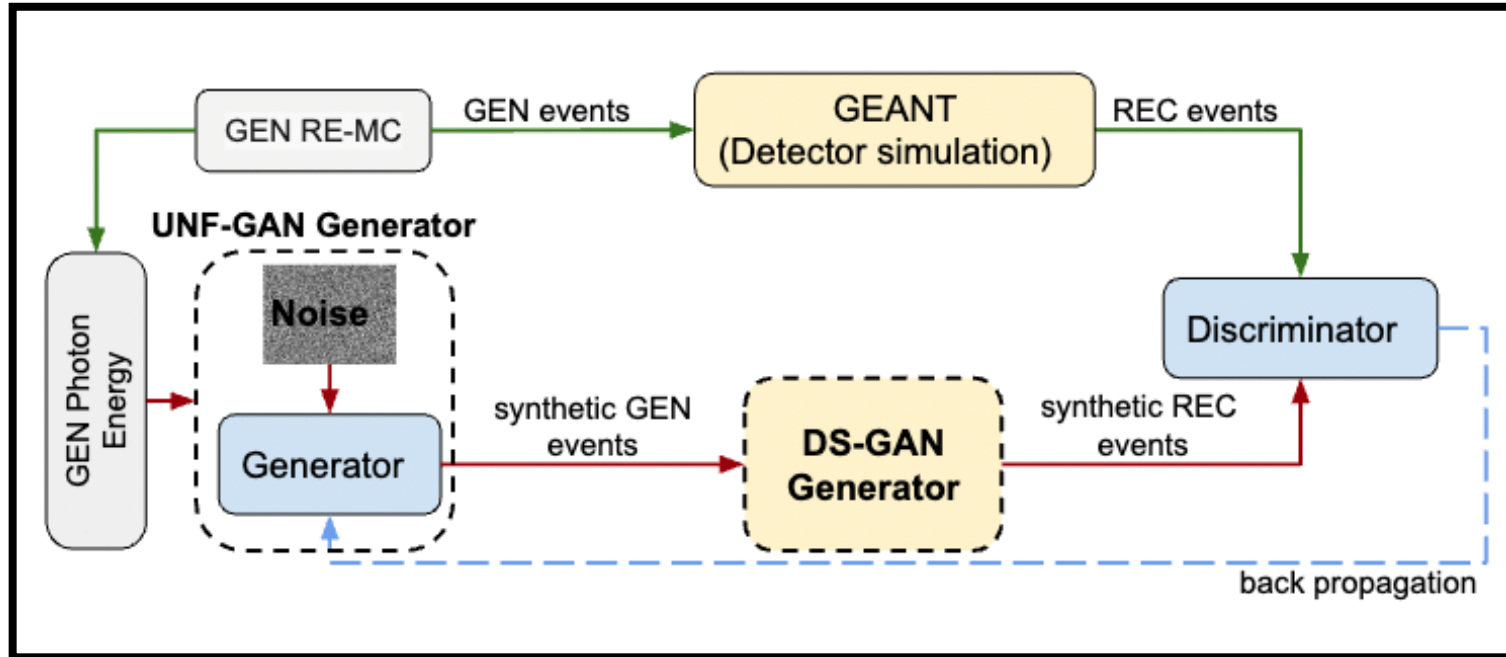 GEN RE-MC
GEN events
GEANT
(Detector simulation)
REC events
UNF-GAN Generator
GEN Photon
Energy
Noise
Generator
synthetic GEN
events
DS-GAN
Generator
synthetic REC
events
Discriminator
back propagation